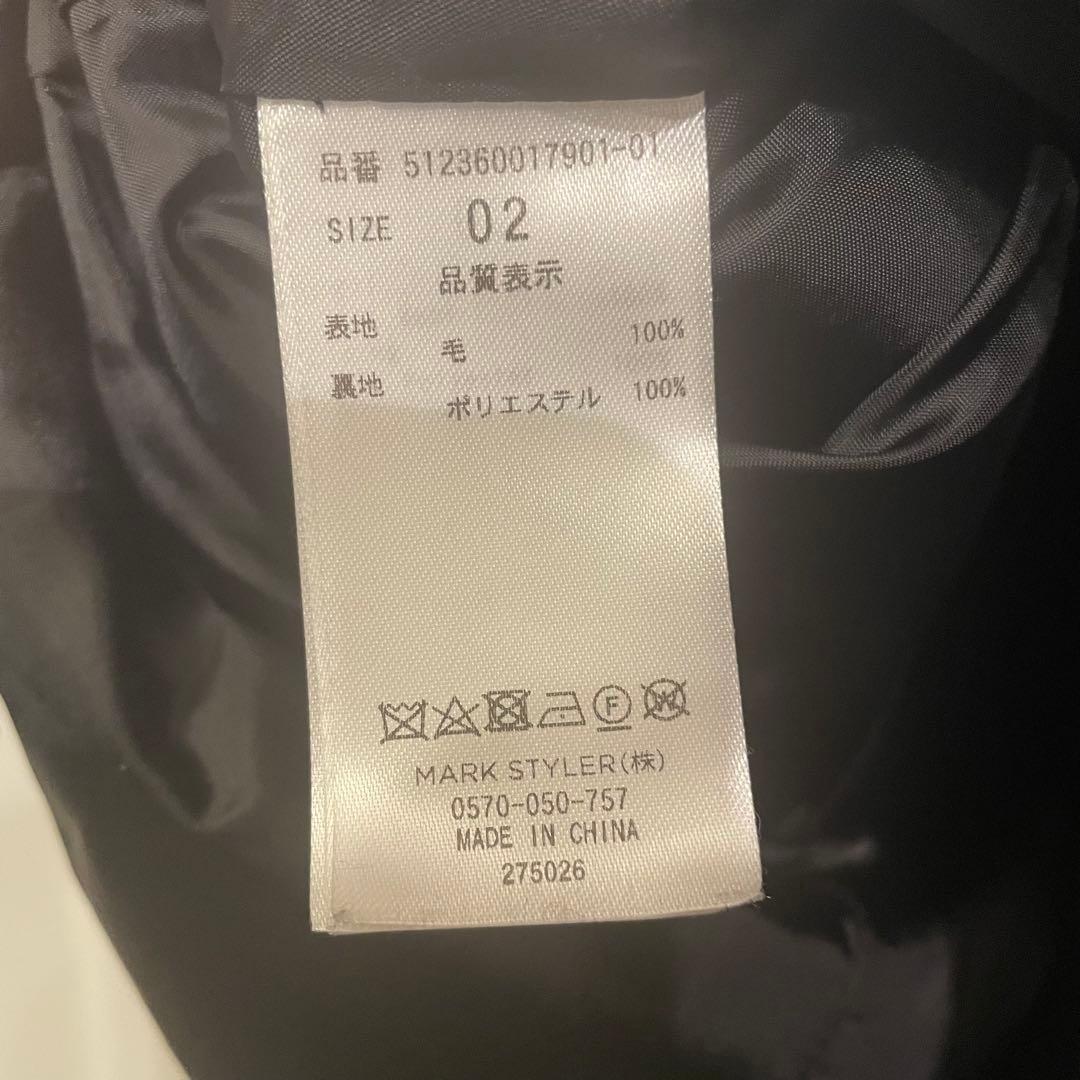 品番 512360017901-01
SIZE 02
品質表示
表地 毛 100%
裏地 ポリエステル 100%
F W
MARK STYLER(株)
0570-050-757
MADE IN CHINA
275026